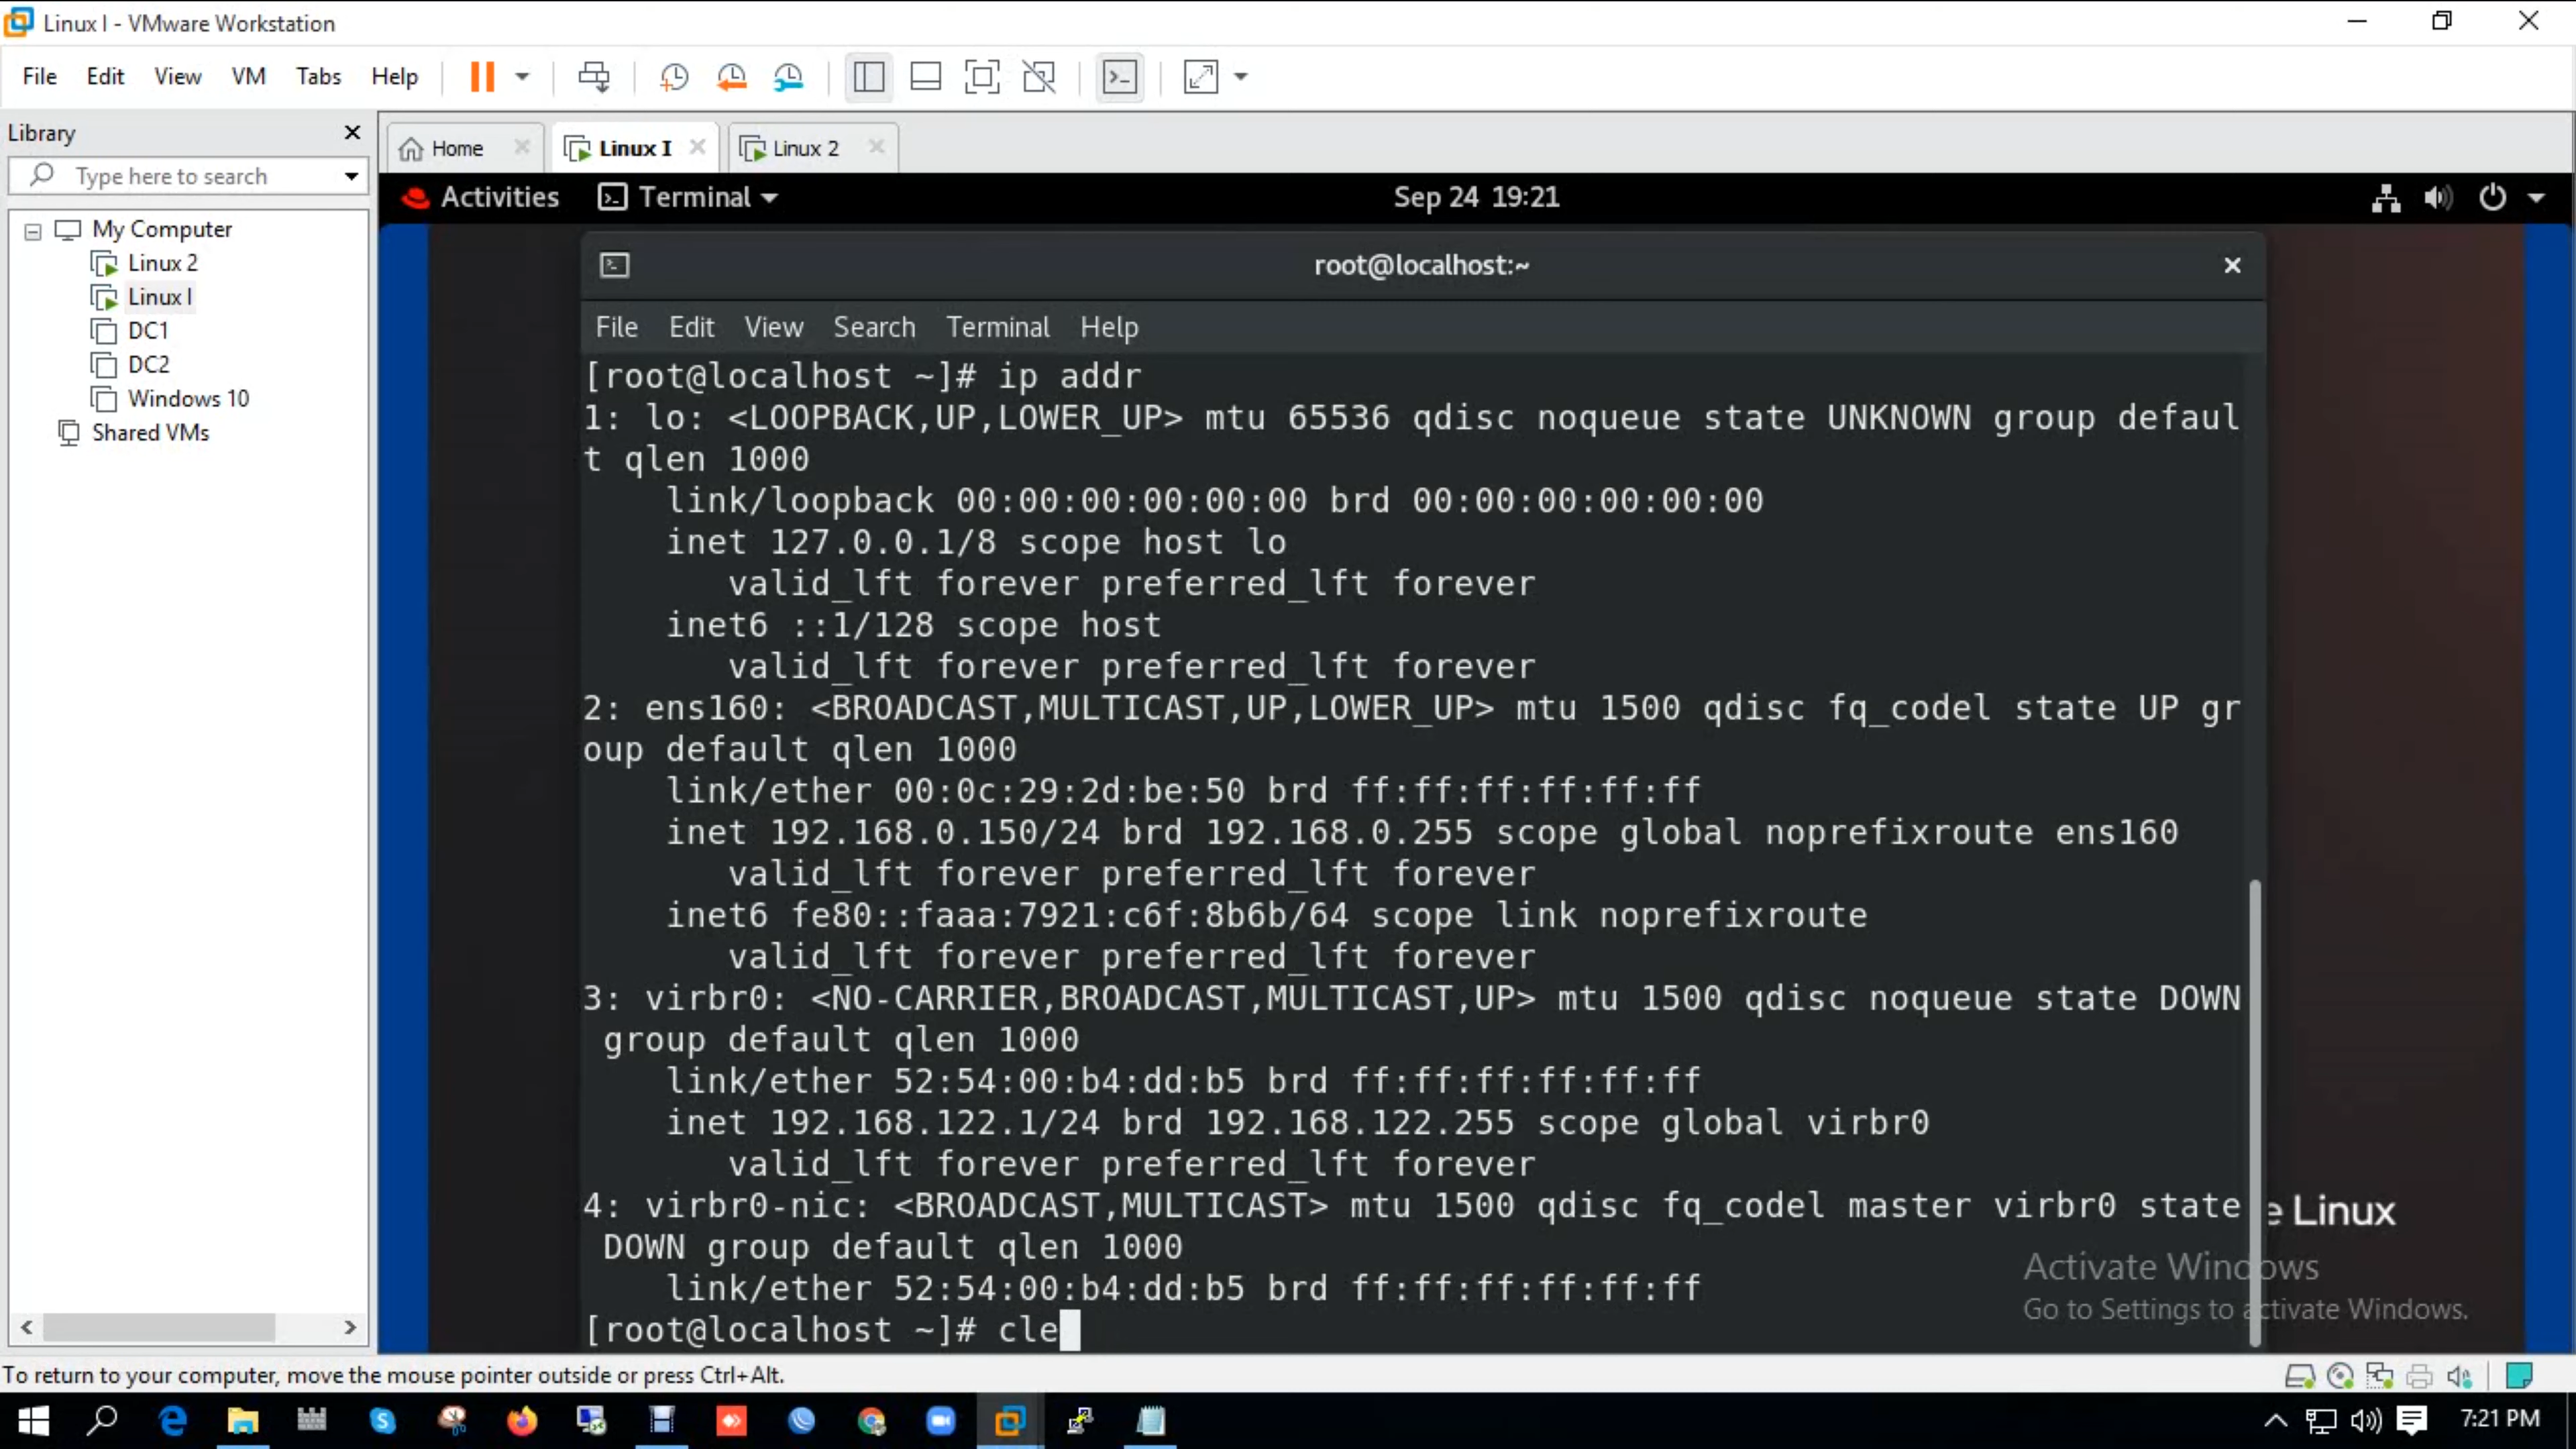 Linux I - VMware Workstation
File Edit View VM Tabs Help
Library
Type here to search
My Computer
Linux 2
Linux I
DC1
DC2
Windows 10
Shared VMs
Home
Linux I
Linux 2
Activities Terminal Sep 24 19:21
root@localhost:~
File Edit View Search Terminal Help
[root@localhost ~]# ip addr
1: lo: <LOOPBACK,UP,LOWER_UP> mtu 65536 qdisc noqueue state UNKNOWN group defaul
t qlen 1000
    link/loopback 00:00:00:00:00:00 brd 00:00:00:00:00:00
    inet 127.0.0.1/8 scope host lo
       valid_lft forever preferred_lft forever
    inet6 ::1/128 scope host
       valid_lft forever preferred_lft forever
2: ens160: <BROADCAST,MULTICAST,UP,LOWER_UP> mtu 1500 qdisc fq_codel state UP gr
oup default qlen 1000
    link/ether 00:0c:29:2d:be:50 brd ff:ff:ff:ff:ff:ff
    inet 192.168.0.150/24 brd 192.168.0.255 scope global noprefixroute ens160
       valid_lft forever preferred_lft forever
    inet6 fe80::faaa:7921:c6f:8b6b/64 scope link noprefixroute
       valid_lft forever preferred_lft forever
3: virbr0: <NO-CARRIER,BROADCAST,MULTICAST,UP> mtu 1500 qdisc noqueue state DOWN
 group default qlen 1000
    link/ether 52:54:00:b4:dd:b5 brd ff:ff:ff:ff:ff:ff
    inet 192.168.122.1/24 brd 192.168.122.255 scope global virbr0
       valid_lft forever preferred_lft forever
4: virbr0-nic: <BROADCAST,MULTICAST> mtu 1500 qdisc fq_codel master virbr0 state
 DOWN group default qlen 1000
    link/ether 52:54:00:b4:dd:b5 brd ff:ff:ff:ff:ff:ff
[root@localhost ~]# cle
e Linux
Activate Windows
Go to Settings to activate Windows.
To return to your computer, move the mouse pointer outside or press Ctrl+Alt.
7:21 PM